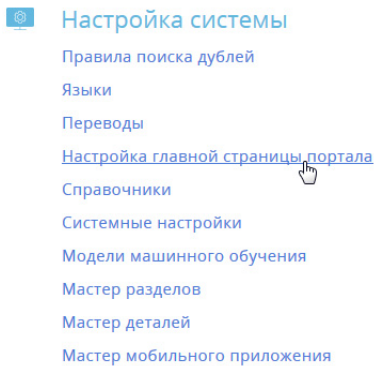 Настройка системы
Правила поиска дублей
Языки
Переводы
Настройка главной страницы портала
Справочники
Системные настройки
Модели машинного обучения
Мастер разделов
Мастер деталей
Мастер мобильного приложения